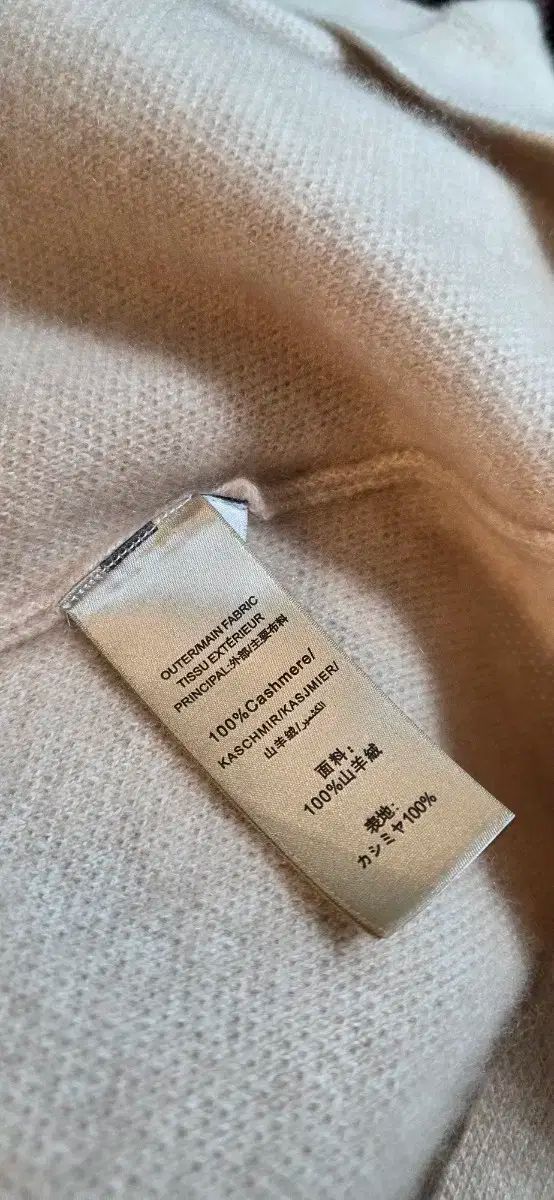 OUTER/MAIN FABRIC
TISSU EXTÉRIEUR
PRINCIPAL:外部/主要布料
100%Cashmere/
KASCHMIR/KASJMIER/
山羊绒/الكشمير
面料：
100%山羊絨
表地:
カシミヤ100%